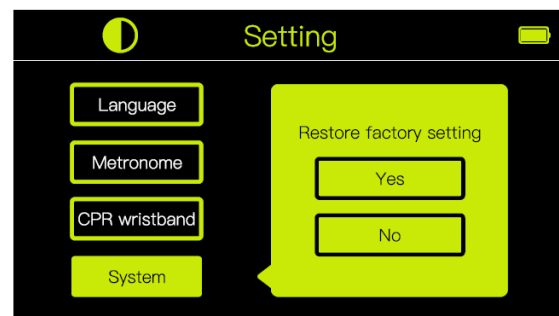 Setting
Language
Metronome
CPR wristband
System
Restore factory setting
Yes
No